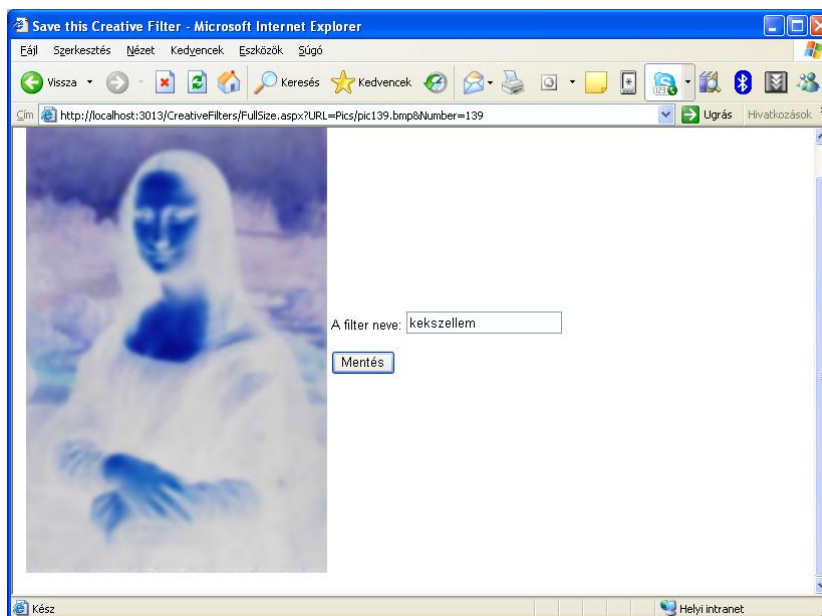 Save this Creative Filter - Microsoft Internet Explorer
Fájl Szerkesztés Nézet Kedvencek Eszközök Súgó
Vissza Keresés Kedvencek
Cím http://localhost:3013/CreativeFilters/FullSize.aspx?URL=Pics/pic139.bmp&Number=139 Ugrás Hivatkozások
A filter neve: kekszellem
Mentés
Kész Helyi intranet